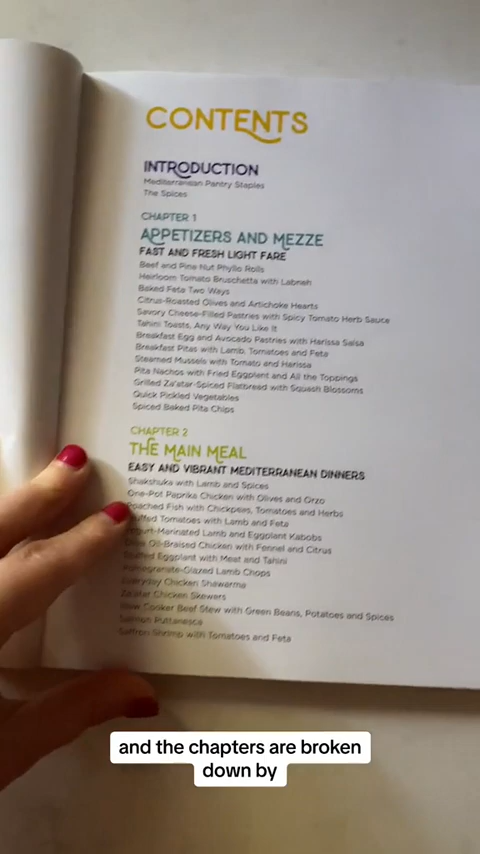 CONTENTS
INTRODUCTION
Mediterranean Pantry Staples
The Spices
CHAPTER 1
APPETIZERS AND MEZZE
FAST AND FRESH LIGHT FARE
Beef and Pine Nut Phyllo Rolls
Heirloom Tomato Bruschetta with Labneh
Baked Feta Two Ways
Citrus-Roasted Olives and Artichoke Hearts
Savory Cheese-Filled Pastries with Spicy Tomato Herb Sauce
Tahini Toasts, Any Way You Like It
Breakfast Egg and Avocado Pastries with Harissa Salsa
Breakfast Pitas with Lamb, Tomatoes and Feta
Steamed Mussels with Tomato and Harissa
Pita Nachos with Fried Eggplant and All the Toppings
Grilled Za'atar-Spiced Flatbread with Squash Blossoms
Quick Pickled Vegetables
Spiced Baked Pita Chips
CHAPTER 2
THE MAIN MEAL
EASY AND VIBRANT MEDITERRANEAN DINNERS
Shakshuka with Lamb and Spices
One-Pot Paprika Chicken with Olives and Orzo
Poached Fish with Chickpeas, Tomatoes and Herbs
Stuffed Tomatoes with Lamb and Feta
Yogurt-Marinated Lamb and Eggplant Kabobs
Oil-Braised Chicken with Fennel and Citrus
Stuffed Eggplant with Meat and Tahini
Pomegranate-Glazed Lamb Chops
Everyday Chicken Shawarma
Za'atar Chicken Skewers
Slow Cooker Beef Stew with Green Beans, Potatoes and Spices
Salmon Puttanesca
Saffron Shrimp with Tomatoes and Feta
and the chapters are broken
down by